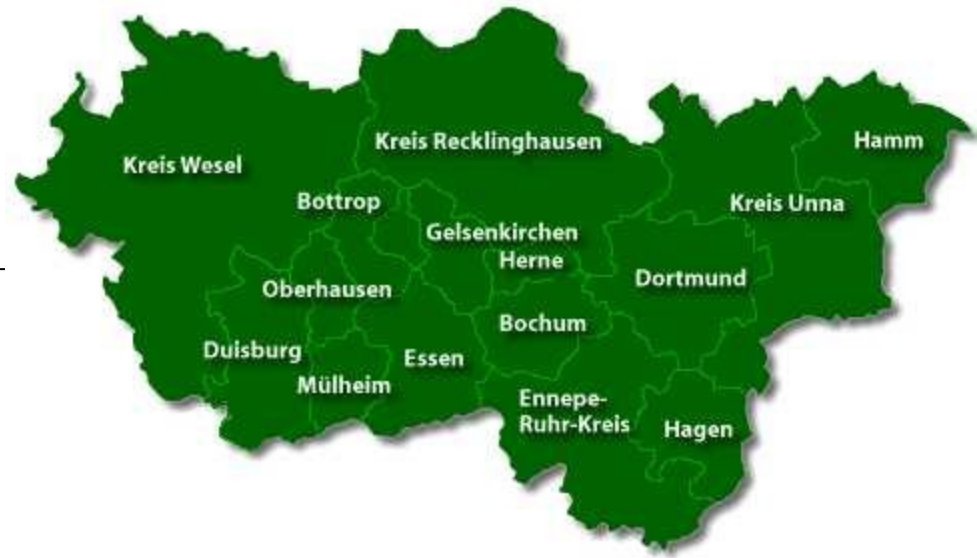 Kreis Recklinghausen
Hamm
Kreis Wesel
Bottrop
Kreis Unna
Gelsenkirchen
Herne
Dortmund
Oberhausen
Bochum
Duisburg
Essen
Mülheim
Ennepe-
Ruhr-Kreis
Hagen